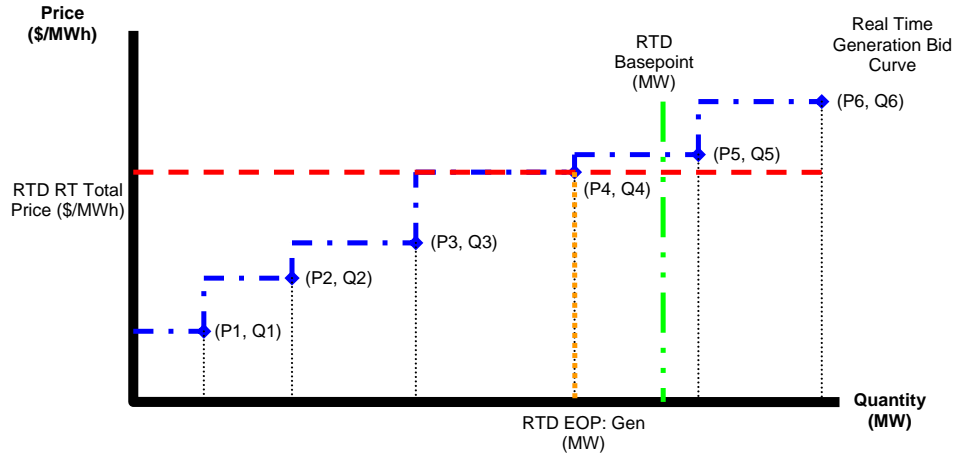 Price
($/MWh)
RTD
Basepoint
(MW)
Real Time
Generation Bid
Curve
(P6, Q6)
(P5, Q5)
(P4, Q4)
RTD RT Total
Price ($/MWh)
(P3, Q3)
(P2, Q2)
(P1, Q1)
Quantity
(MW)
RTD EOP: Gen
(MW)